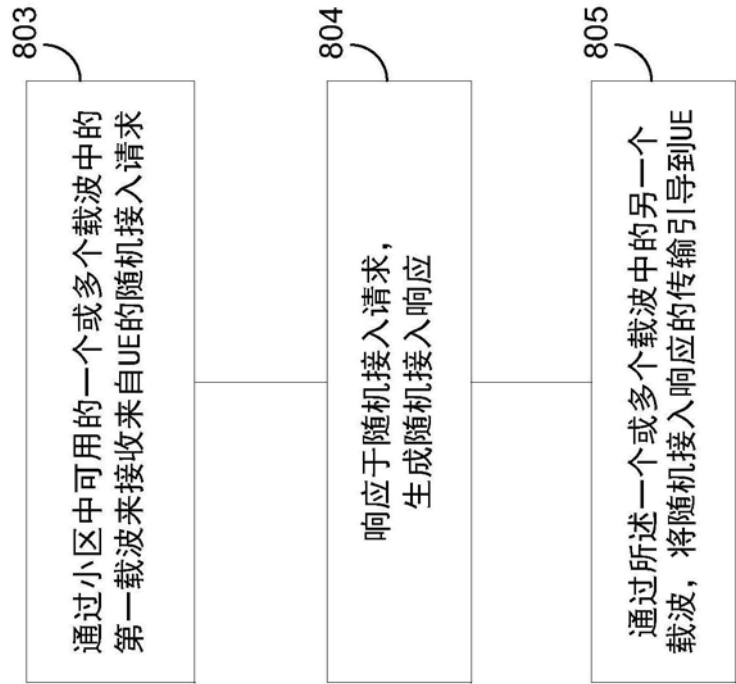 803
通过小区中可用的一个或多个载波中的
第一载波来接收来自UE的随机接入请求
804
响应于随机接入请求，
生成随机接入响应
805
通过所述一个或多个载波中的另一个
载波，将随机接入响应的传输引导到UE